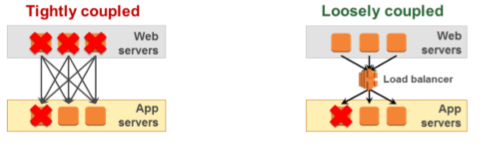 Tightly coupled
Web
servers
App
servers
Loosely coupled
Web
servers
Load balancer
App
servers